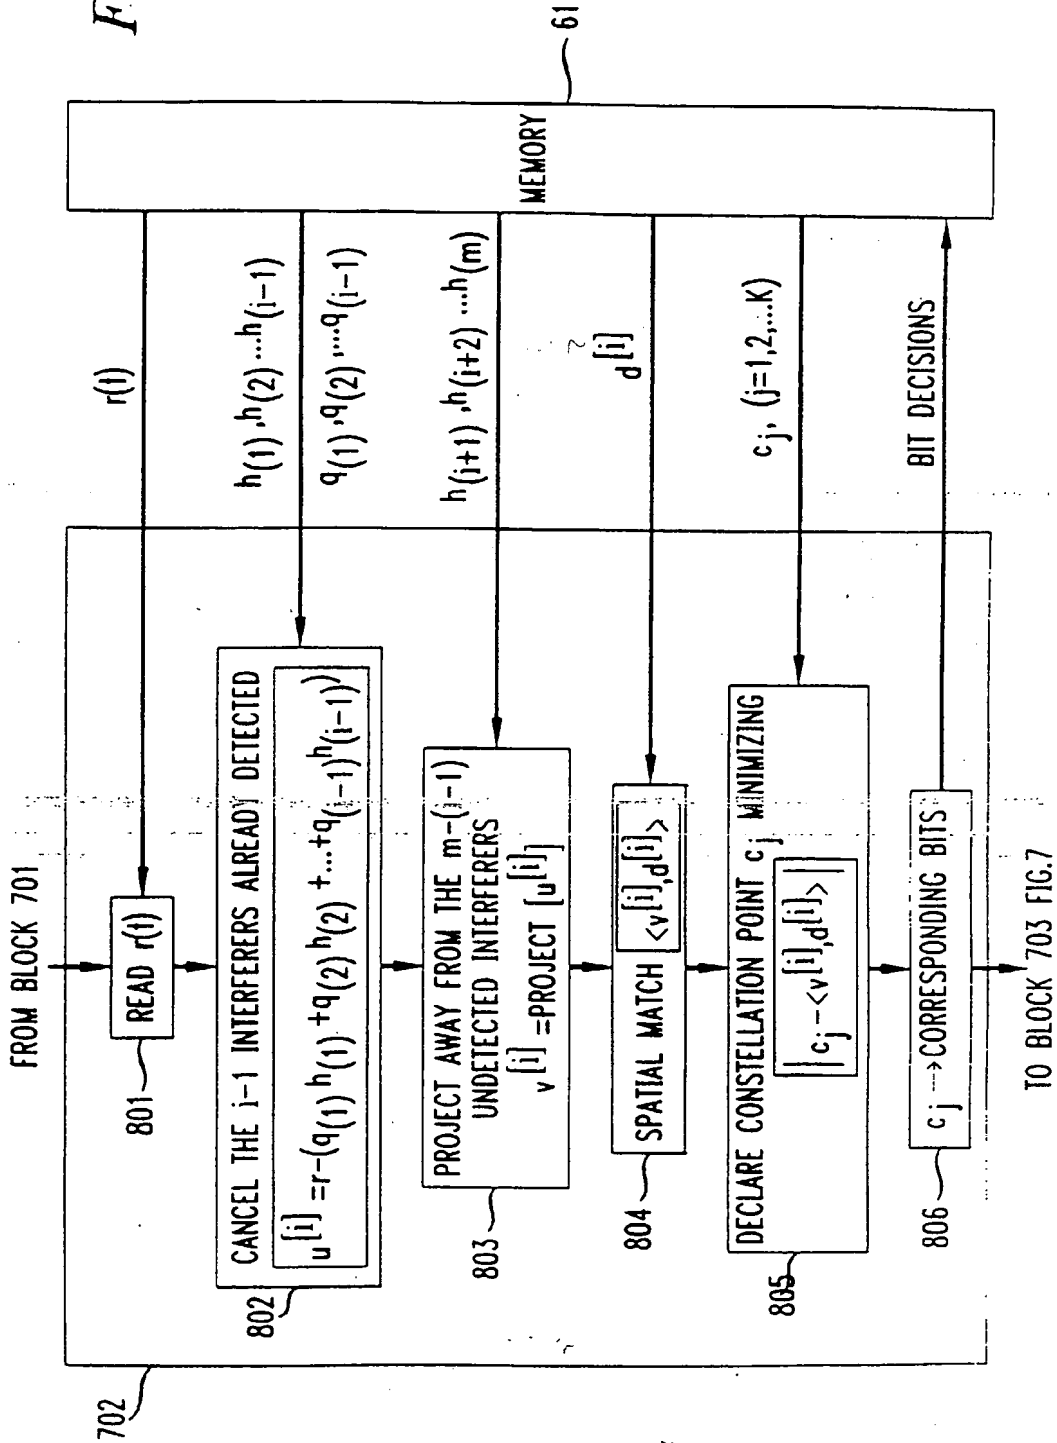 F
FROM BLOCK 701
801
READ r(t)
r(t)
802
CANCEL THE i-1 INTERFERERS ALREADY DETECTED
u[i] =r-(q(1) h(1) +q(2) h(2) +...+q(i-1)h(i-1))
h(1) ,h(2) ...h(i-1)
q(1) ,q(2) ,...q(i-1)
803
PROJECT AWAY FROM THE m-(i-1)
UNDETECTED INTERFERERS
v[i] =PROJECT [u[i]]
h(i+1) ,h(i+2) ...h(m)
804
SPATIAL MATCH <v[i],d[i]>
d[i]
805
DECLARE CONSTELLATION POINT cj MINIMIZING
| cj-<v[i],d[i]> |
cj, (j=1,2,...K)
806
cj --→CORRESPONDING BITS
BIT DECISIONS
MEMORY
61
702
TO BLOCK 703 FIG.7